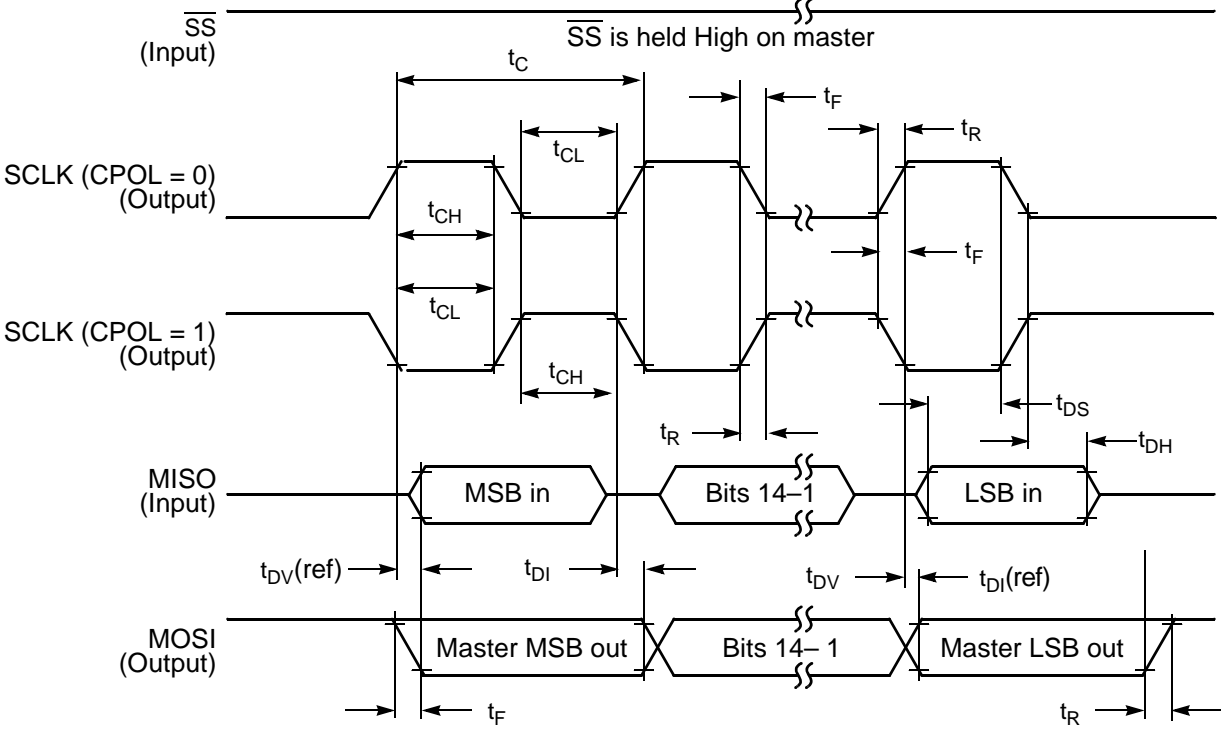 SS
(Input)
SS is held High on master
tC
tF
tR
tCL
SCLK (CPOL = 0)
(Output)
tCH
tF
tCL
SCLK (CPOL = 1)
(Output)
tCH
tDS
tR
tDH
MISO
(Input)
MSB in
Bits 14–1
LSB in
tDV(ref)
tDI
tDV
tDI(ref)
MOSI
(Output)
Master MSB out
Bits 14– 1
Master LSB out
tF
tR